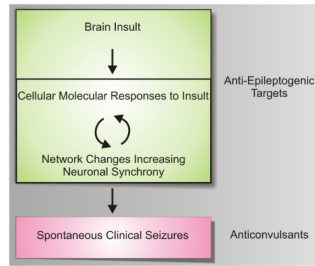 Brain Insult
Anti-Epileptogenic
Targets
Cellular Molecular Responses to Insult
Network Changes Increasing
Neuronal Synchrony
Spontaneous Clinical Seizures
Anticonvulsants